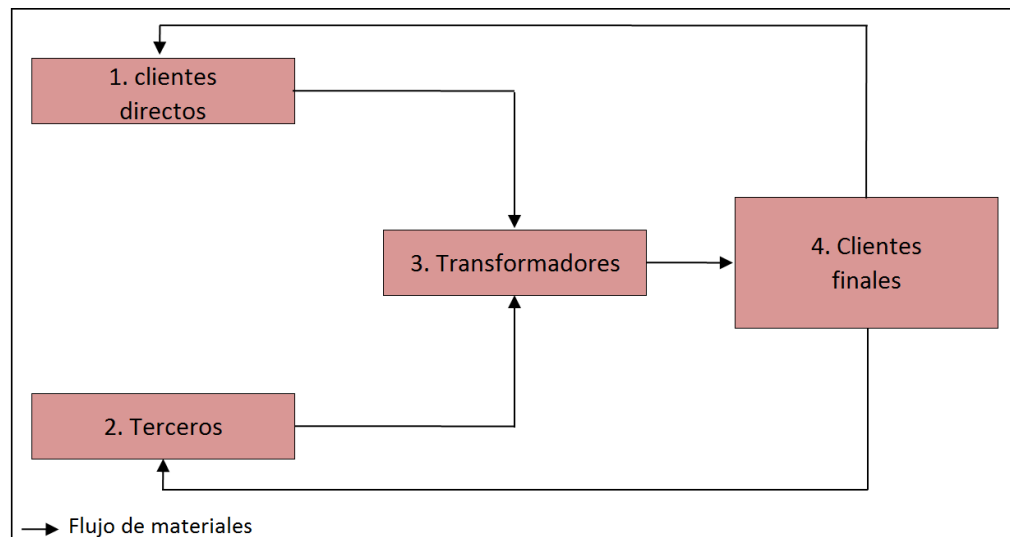 1. clientes
directos
3. Transformadores
4. Clientes
finales
2. Terceros
Flujo de materiales